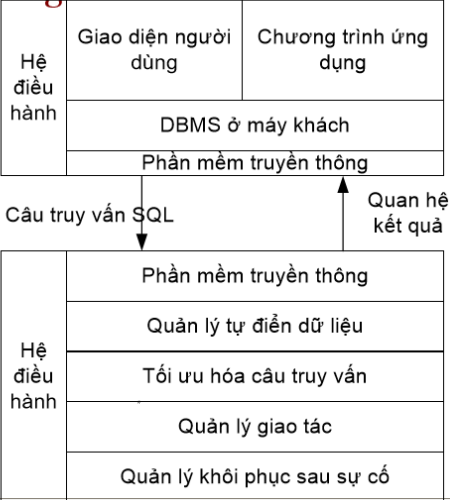 g
Hệ
điều
hành
Giao diện người
dùng
Chương trình ứng
dụng
DBMS ở máy khách
Phần mềm truyền thông
Câu truy vấn SQL
Quan hệ
kết quả
Hệ
điều
hành
Phần mềm truyền thông
Quản lý tự điển dữ liệu
Tối ưu hóa câu truy vấn
Quản lý giao tác
Quản lý khôi phục sau sự cố